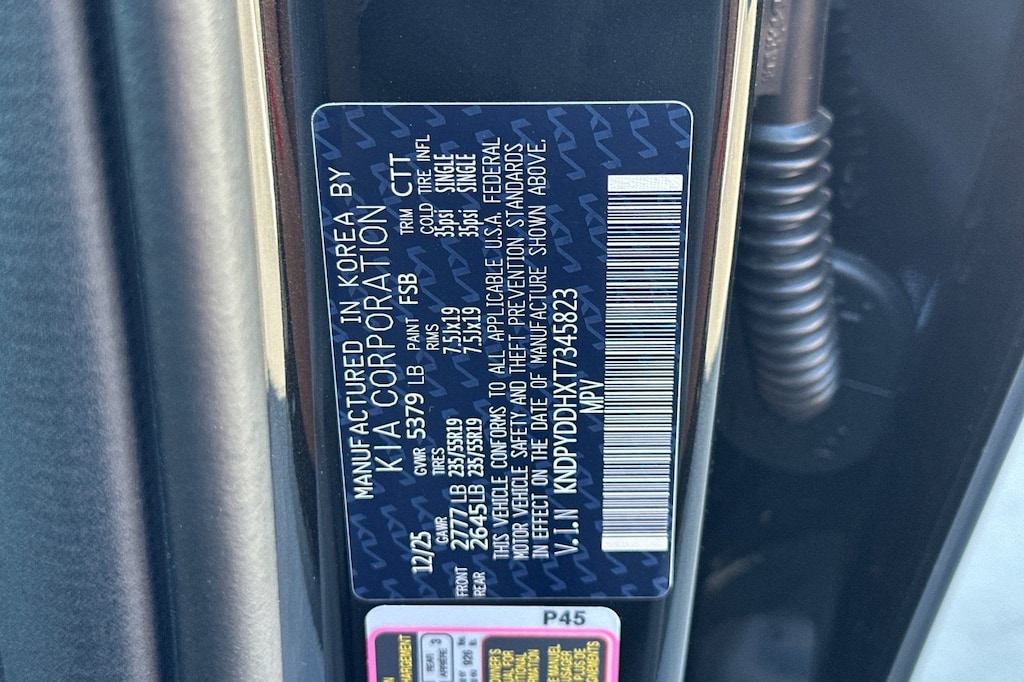 MANUFACTURED IN KOREA BY
KIA CORPORATION
12/25 GVWR 5379 LB PAINT FSB TRIM CTT
GAWR TIRES RIMS COLD TIRE INFL
FRONT 2777 LB 235/55R19 7.5Jx19 35psi SINGLE
REAR 2645LB 235/55R19 7.5Jx19 35psi SINGLE
THIS VEHICLE CONFORMS TO ALL APPLICABLE U.S.A. FEDERAL
MOTOR VEHICLE SAFETY AND THEFT PREVENTION STANDARDS
IN EFFECT ON THE DATE OF MANUFACTURE SHOWN ABOVE.
V.I.N KNDPYDDHXT7345823
MPV
P45
REAR 3
ARRIÈRE